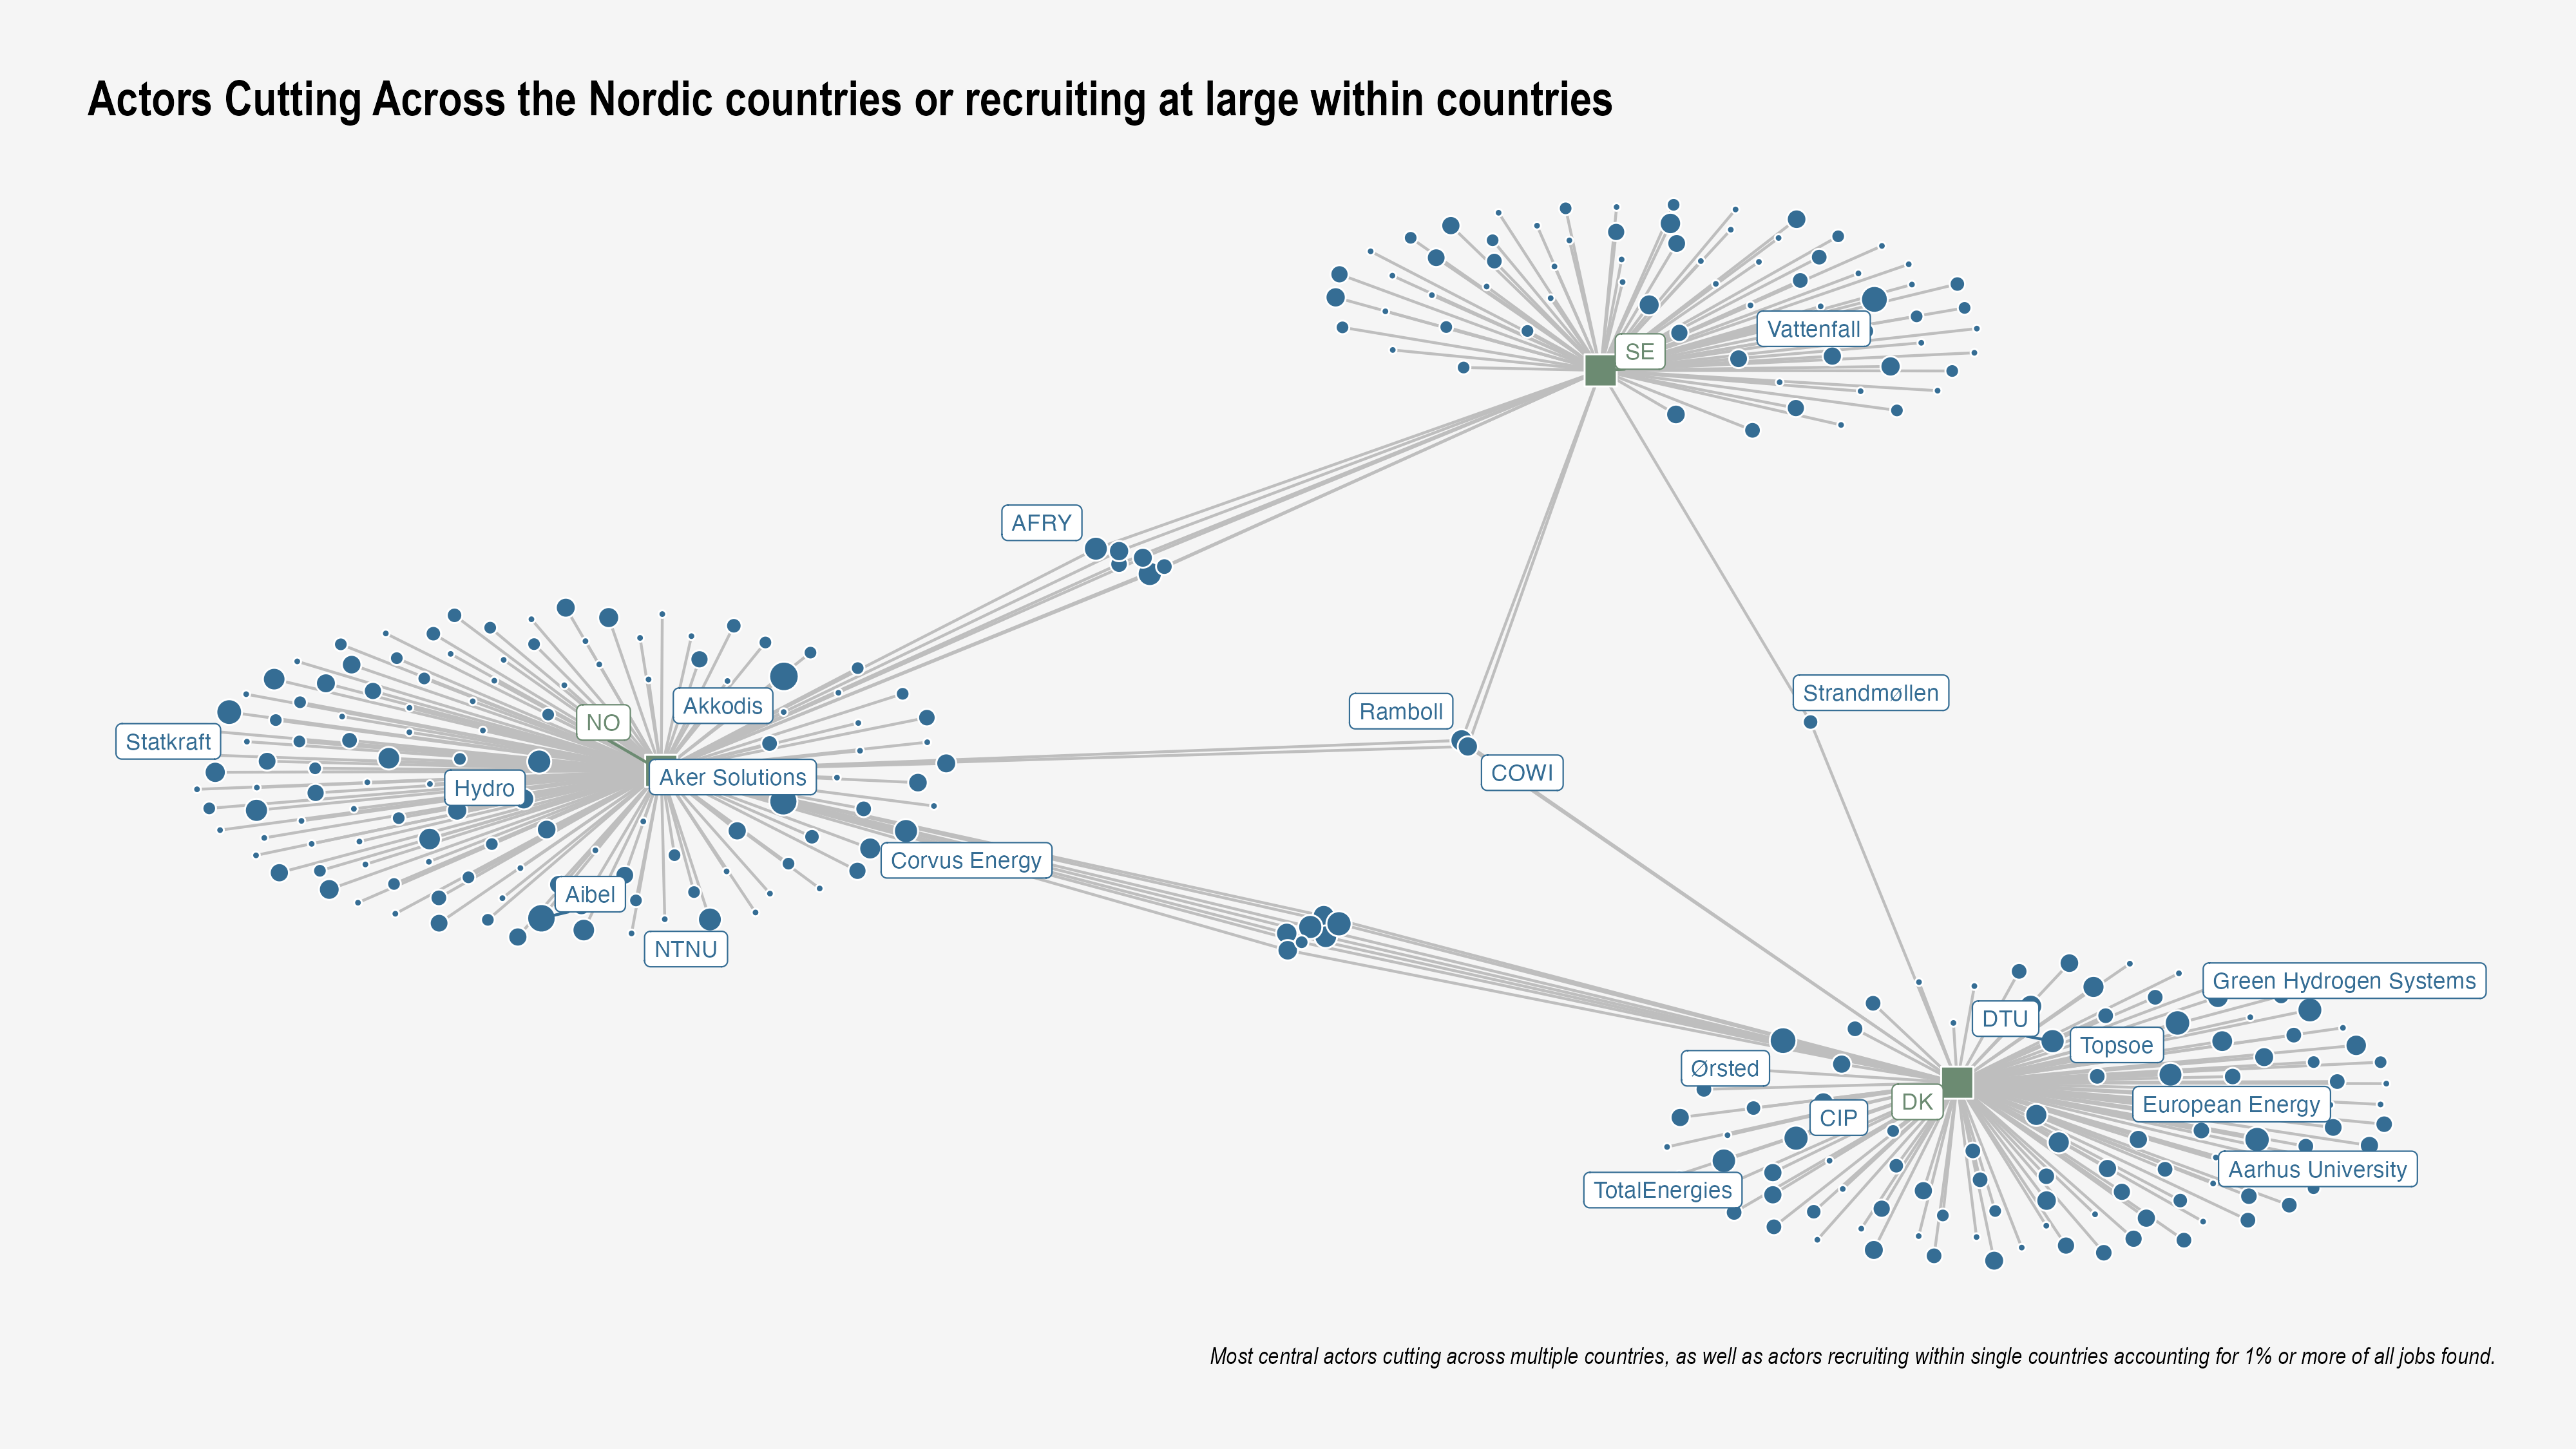 Actors Cutting Across the Nordic countries or recruiting at large within countries
Vattenfall
SE
AFRY
Strandmøllen
Akkodis
Ramboll
NO
Statkraft
COWI
Aker Solutions
Hydro
Corvus Energy
Aibel
NTNU
Green Hydrogen Systems
DTU
Topsoe
Ørsted
DK
European Energy
CIP
Aarhus University
TotalEnergies
Most central actors cutting across multiple countries, as well as actors recruiting within single countries accounting for 1% or more of all jobs found.